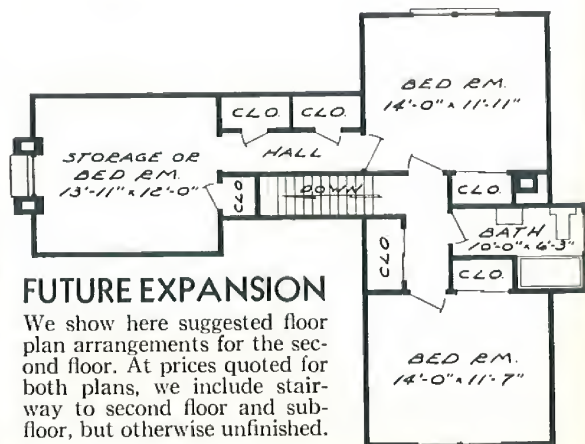 BED RM.
14'-0" x 11'-11"
CLO.
CLO.
HALL
STORAGE OR
BED RM.
13'-11" x 12'-0"
CLO
DOWN
CLO.
BATH
10'-0" x 6'-3"
CLO
CLO.
BED RM.
14'-0" x 11'-7"
FUTURE EXPANSION
We show here suggested floor
plan arrangements for the sec-
ond floor. At prices quoted for
both plans, we include stair-
way to second floor and sub-
floor, but otherwise unfinished.